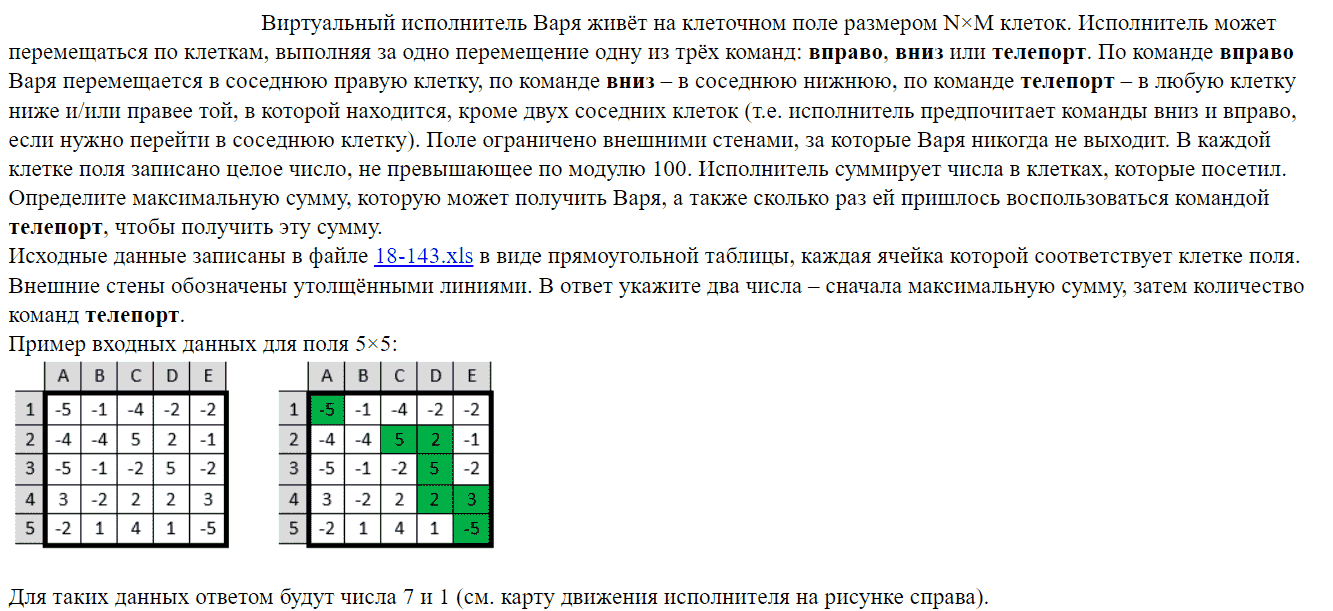 Виртуальный исполнитель Варя живёт на клеточном поле размером N×M клеток. Исполнитель может
перемещаться по клеткам, выполняя за одно перемещение одну из трёх команд: вправо, вниз или телепорт. По команде вправо
Варя перемещается в соседнюю правую клетку, по команде вниз – в соседнюю нижнюю, по команде телепорт – в любую клетку
ниже и/или правее той, в которой находится, кроме двух соседних клеток (т.е. исполнитель предпочитает команды вниз и вправо,
если нужно перейти в соседнюю клетку). Поле ограничено внешними стенами, за которые Варя никогда не выходит. В каждой
клетке поля записано целое число, не превышающее по модулю 100. Исполнитель суммирует числа в клетках, которые посетил.
Определите максимальную сумму, которую может получить Варя, а также сколько раз ей пришлось воспользоваться командой
телепорт, чтобы получить эту сумму.
Исходные данные записаны в файле 18-143.xls в виде прямоугольной таблицы, каждая ячейка которой соответствует клетке поля.
Внешние стены обозначены утолщёнными линиями. В ответ укажите два числа – сначала максимальную сумму, затем количество
команд телепорт.
Пример входных данных для поля 5×5:
A B C D E
1 -5 -1 -4 -2 -2
2 -4 -4 5 2 -1
3 -5 -1 -2 5 -2
4 3 -2 2 2 3
5 -2 1 4 1 -5
A B C D E
1 -5 -1 -4 -2 -2
2 -4 -4 5 2 -1
3 -5 -1 -2 5 -2
4 3 -2 2 2 3
5 -2 1 4 1 -5
Для таких данных ответом будут числа 7 и 1 (см. карту движения исполнителя на рисунке справа).